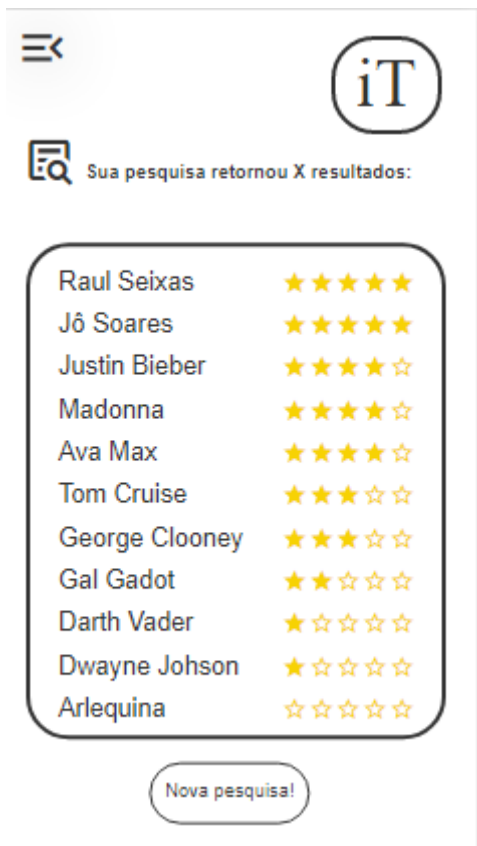 iT
Sua pesquisa retornou X resultados:
Raul Seixas
Jô Soares
Justin Bieber
Madonna
Ava Max
Tom Cruise
George Clooney
Gal Gadot
Darth Vader
Dwayne Johson
Arlequina
Nova pesquisa!